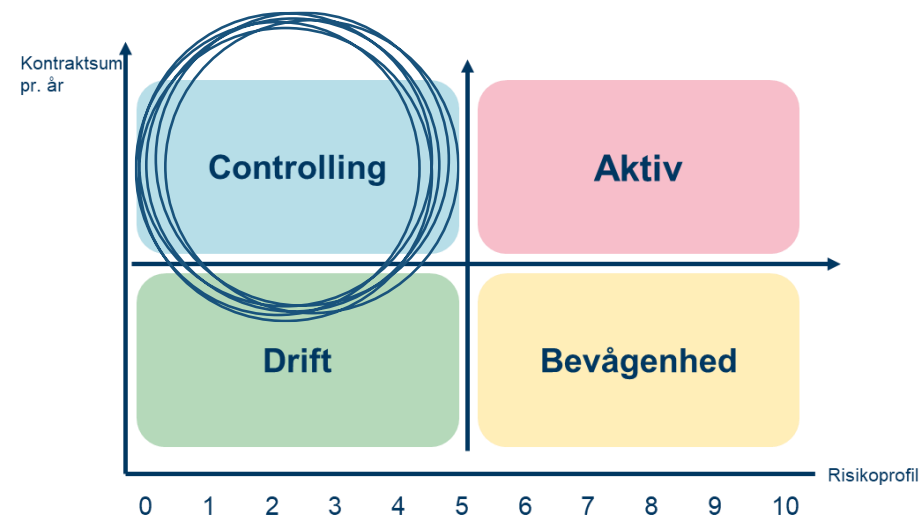 Kontraktsum
pr. år
Controlling
Aktiv
Drift
Bevågenhed
Risikoprofil
0 1 2 3 4 5 6 7 8 9 10